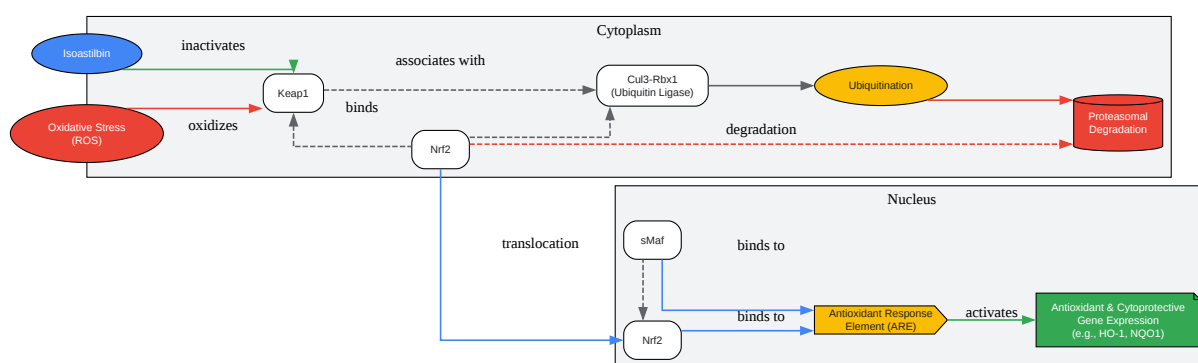 Cytoplasm
Isoastilbin
inactivates
associates with
Keap1
Cul3-Rbx1
(Ubiquitin Ligase)
Ubiquitination
binds
Oxidative Stress
(ROS)
oxidizes
Proteasomal
Degradation
degradation
Nrf2
Nucleus
translocation
sMaf
binds to
binds to
Antioxidant Response
Element (ARE)
activates
Antioxidant & Cytoprotective
Gene Expression
(e.g., HO-1, NQO1)
Nrf2